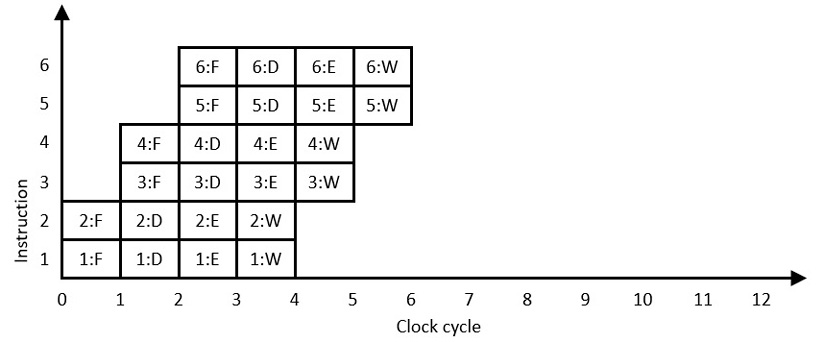 6 6:F 6:D 6:E 6:W
5 5:F 5:D 5:E 5:W
4 4:F 4:D 4:E 4:W
3 3:F 3:D 3:E 3:W
2 2:F 2:D 2:E 2:W
1 1:F 1:D 1:E 1:W
Instruction
0 1 2 3 4 5 6 7 8 9 10 11 12
Clock cycle